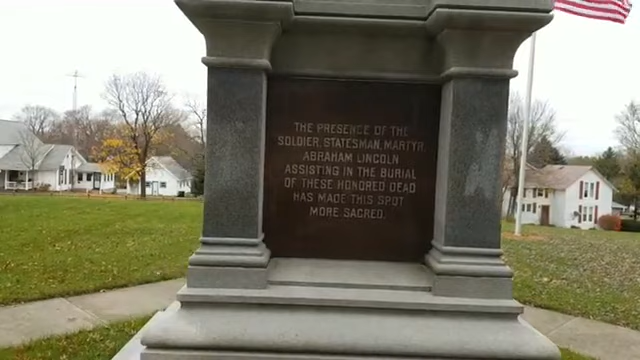 THE PRESENCE OF THE
SOLDIER, STATESMAN, MARTYR,
ABRAHAM LINCOLN
ASSISTING IN THE BURIAL
OF THESE HONORED DEAD
HAS MADE THIS SPOT
MORE SACRED.